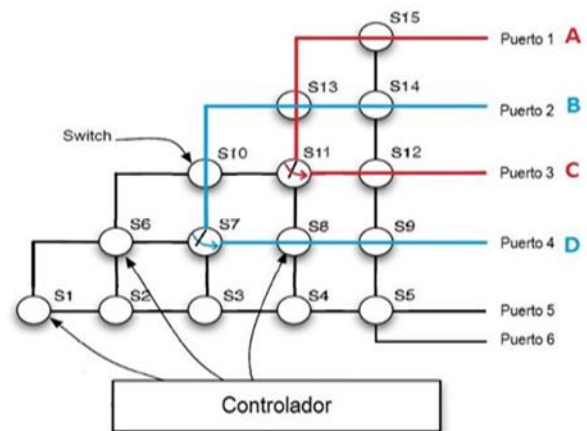 S15
Puerto 1 A
S13
S14
Puerto 2 B
Switch
S10
S11
S12
Puerto 3 C
S6
S7
S8
S9
Puerto 4 D
S1
S2
S3
S4
S5
Puerto 5
Puerto 6
Controlador